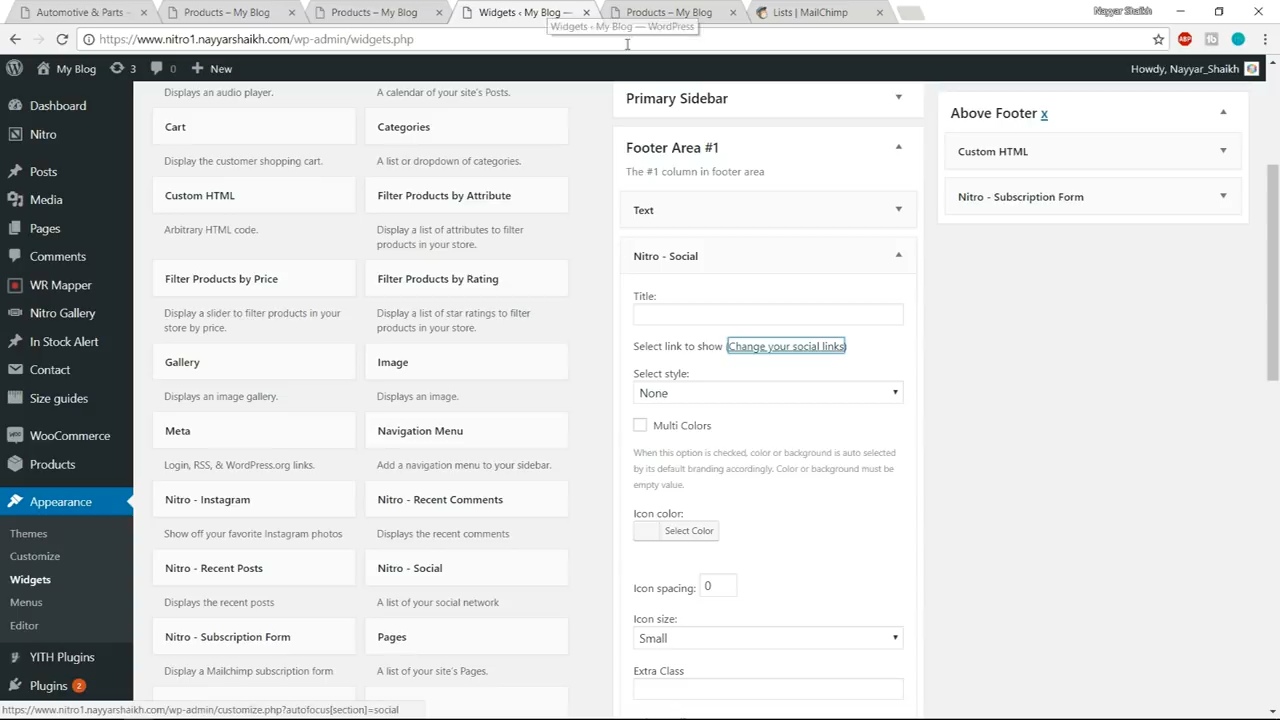 Automotive & Parts -
Products – My Blog
Products – My Blog
Widgets ‹ My Blog —
Products – My Blog
Lists | MailChimp
Nayyar Shaikh
Widgets ‹ My Blog — WordPress
https://www.nitro1.nayyarshaikh.com/wp-admin/widgets.php
ABP
My Blog
3
0
New
Howdy, Nayyar_Shaikh
Dashboard
Nitro
Posts
Media
Pages
Comments
WR Mapper
Nitro Gallery
In Stock Alert
Contact
Size guides
WooCommerce
Products
Appearance
Themes
Customize
Widgets
Menus
Editor
YITH Plugins
Plugins 2
Displays an audio player.
A calendar of your site's Posts.
Cart
Categories
Display the customer shopping cart.
A list or dropdown of categories.
Custom HTML
Filter Products by Attribute
Arbitrary HTML code.
Display a list of attributes to filter
products in your store.
Filter Products by Price
Filter Products by Rating
Display a slider to filter products in your
store by price.
Display a list of star ratings to filter
products in your store.
Gallery
Image
Displays an image gallery.
Displays an image.
Meta
Navigation Menu
Login, RSS, & WordPress.org links.
Add a navigation menu to your sidebar.
Nitro - Instagram
Nitro - Recent Comments
Show off your favorite Instagram photos
Displays the recent comments
Nitro - Recent Posts
Nitro - Social
Displays the recent posts
A list of your social network
Nitro - Subscription Form
Pages
Display a Mailchimp subscription form
A list of your site's Pages.
Primary Sidebar
Footer Area #1
The #1 column in footer area
Text
Nitro - Social
Title:
Select link to show (Change your social links)
Select style:
None
Multi Colors
When this option is checked, color or background is auto selected
by its default branding accordingly. Color or background must be
empty value.
Icon color:
Select Color
Icon spacing: 0
Icon size:
Small
Extra Class
Above Footer x
Custom HTML
Nitro - Subscription Form
https://www.nitro1.nayyarshaikh.com/wp-admin/customize.php?autofocus[section]=social